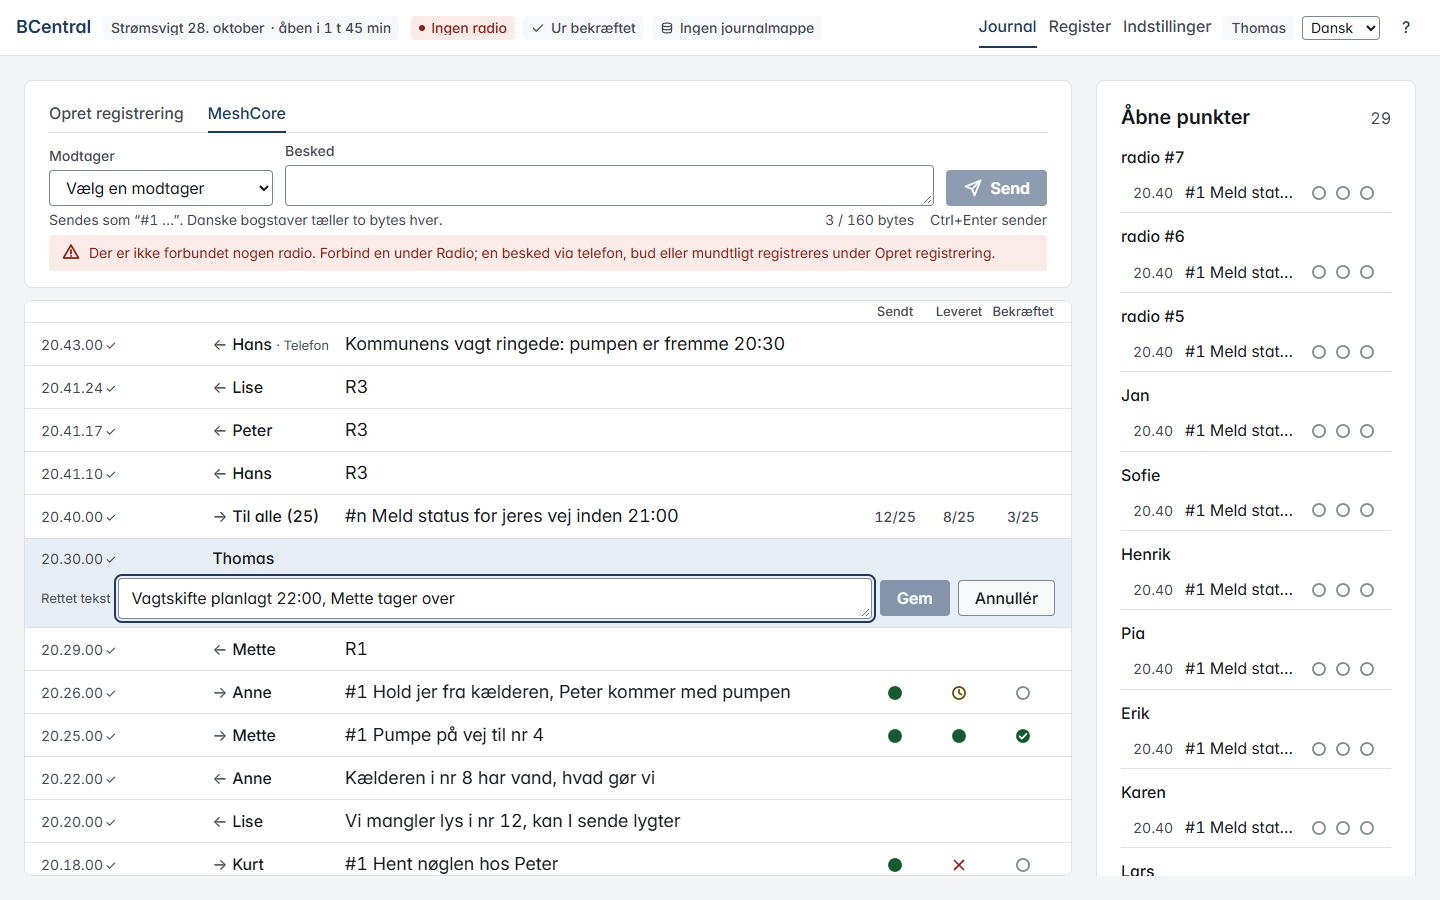 BCentral Strømsvigt 28. oktober · åben i 1 t 45 min Ingen radio Ur bekræftet Ingen journalmappe Journal Register Indstillinger Thomas Dansk ?
Opret registrering MeshCore
Modtager
Besked
Vælg en modtager
Send
Sendes som “#1 …”. Danske bogstaver tæller to bytes hver. 3 / 160 bytes Ctrl+Enter sender
Der er ikke forbundet nogen radio. Forbind en under Radio; en besked via telefon, bud eller mundtligt registreres under Opret registrering.
Sendt Leveret Bekræftet
20.43.00 ← Hans · Telefon Kommunens vagt ringede: pumpen er fremme 20:30
20.41.24 ← Lise R3
20.41.17 ← Peter R3
20.41.10 ← Hans R3
20.40.00 → Til alle (25) #n Meld status for jeres vej inden 21:00 12/25 8/25 3/25
20.30.00 Thomas
Rettet tekst Vagtskifte planlagt 22:00, Mette tager over Gem Annullér
20.29.00 ← Mette R1
20.26.00 → Anne #1 Hold jer fra kælderen, Peter kommer med pumpen
20.25.00 → Mette #1 Pumpe på vej til nr 4
20.22.00 ← Anne Kælderen i nr 8 har vand, hvad gør vi
20.20.00 ← Lise Vi mangler lys i nr 12, kan I sende lygter
20.18.00 → Kurt #1 Hent nøglen hos Peter
Åbne punkter 29
radio #7
20.40 #1 Meld stat...
radio #6
20.40 #1 Meld stat...
radio #5
20.40 #1 Meld stat...
Jan
20.40 #1 Meld stat...
Sofie
20.40 #1 Meld stat...
Henrik
20.40 #1 Meld stat...
Pia
20.40 #1 Meld stat...
Erik
20.40 #1 Meld stat...
Karen
20.40 #1 Meld stat...
Lars